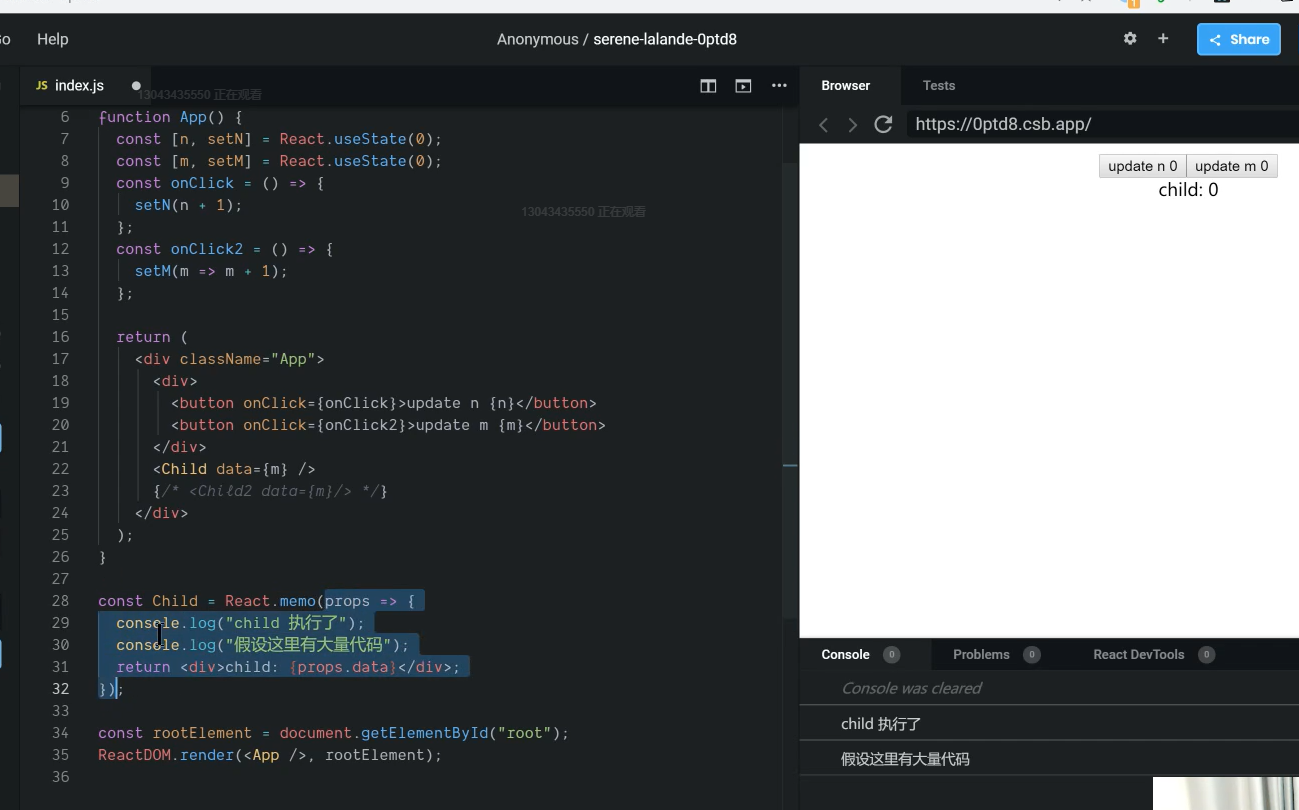 Help
Anonymous / serene-lalande-0ptd8
1
Share
JS index.js
13043435550 正在观看
Browser
Tests
https://0ptd8.csb.app/
6 function App() {
7 const [n, setN] = React.useState(0);
8 const [m, setM] = React.useState(0);
9 const onClick = () => {
10 setN(n + 1);
11 };
12 const onClick2 = () => {
13 setM(m => m + 1);
14 };
15
16 return (
17 <div className="App">
18 <div>
19 <button onClick={onClick}>update n {n}</button>
20 <button onClick={onClick2}>update m {m}</button>
21 </div>
22 <Child data={m} />
23 {/* <Child2 data={m}/> */}
24 </div>
25 );
26 }
27
28 const Child = React.memo(props => {
29 console.log("child 执行了");
30 console.log("假设这里有大量代码");
31 return <div>child: {props.data}</div>;
32 });
33
34 const rootElement = document.getElementById("root");
35 ReactDOM.render(<App />, rootElement);
36
13043435550 正在观看
update n 0 update m 0
child: 0
Console 0
Problems 0
React DevTools 0
Console was cleared
child 执行了
假设这里有大量代码